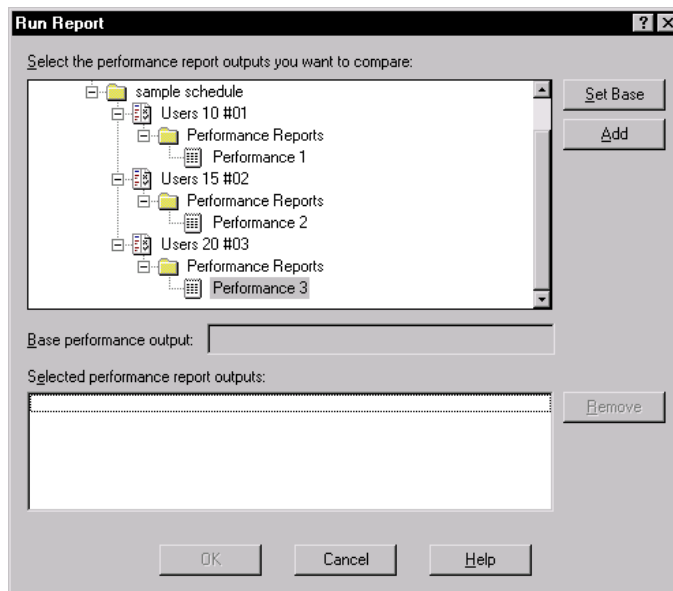 Run Report
Select the performance report outputs you want to compare:
sample schedule
Users 10 #01
Performance Reports
Performance 1
Users 15 #02
Performance Reports
Performance 2
Users 20 #03
Performance Reports
Performance 3
Set Base
Add
Base performance output:
Selected performance report outputs:
Remove
OK
Cancel
Help